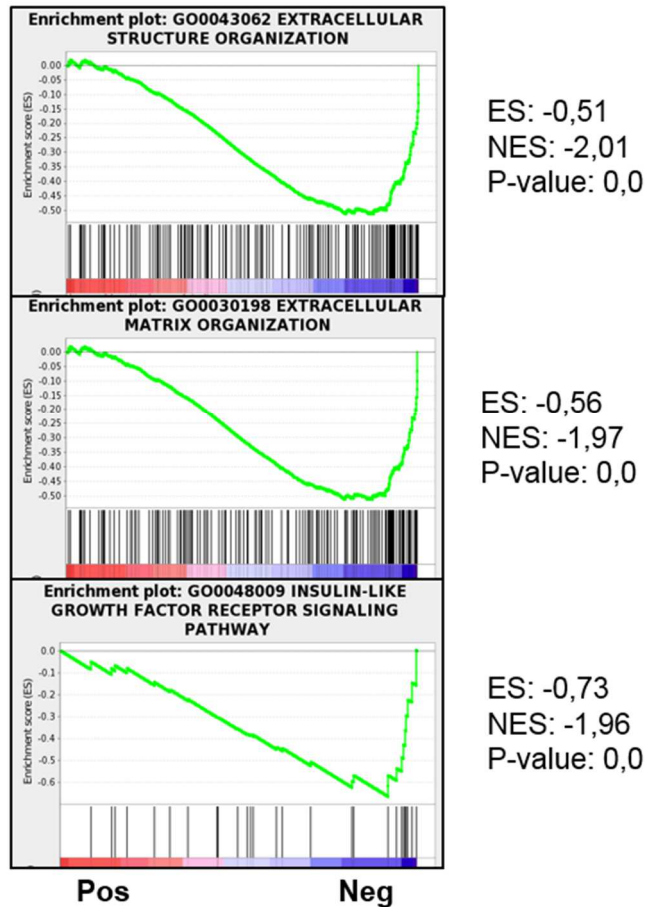 Enrichment plot: GO0043062 EXTRACELLULAR
STRUCTURE ORGANIZATION
Enrichment score (ES)
0.00
-0.05
-0.10
-0.15
-0.20
-0.25
-0.30
-0.35
-0.40
-0.45
-0.50
ES: -0,51
NES: -2,01
P-value: 0,0
Enrichment plot: GO0030198 EXTRACELLULAR
MATRIX ORGANIZATION
Enrichment score (ES)
0.00
-0.05
-0.10
-0.15
-0.20
-0.25
-0.30
-0.35
-0.40
-0.45
-0.50
ES: -0,56
NES: -1,97
P-value: 0,0
Enrichment plot: GO0048009 INSULIN-LIKE
GROWTH FACTOR RECEPTOR SIGNALING
PATHWAY
Enrichment score (ES)
0.0
-0.1
-0.2
-0.3
-0.4
-0.5
-0.6
ES: -0,73
NES: -1,96
P-value: 0,0
Pos Neg